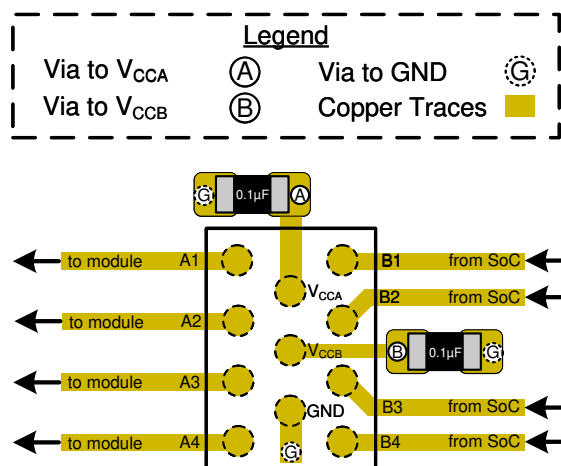 Legend
Via to VCCA A Via to GND G
Via to VCCB B Copper Traces
G 0.1µF A
to module A1 B1 from SoC
VCCA
to module A2 B2 from SoC
VCCB B 0.1µF G
to module A3 B3 from SoC
GND
to module A4 B4 from SoC
G